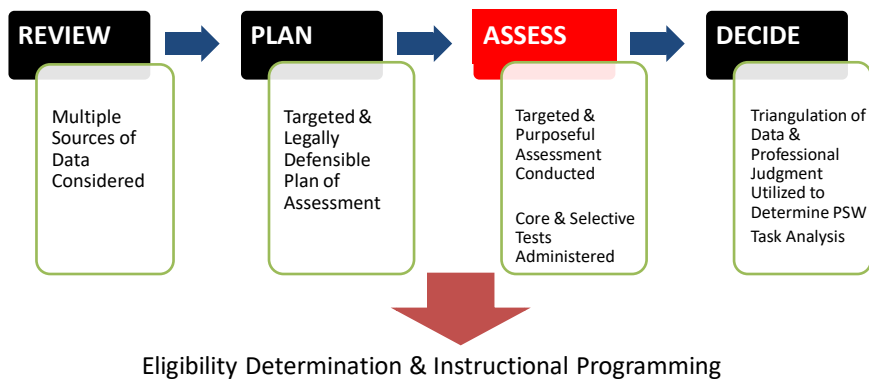 REVIEW
Multiple
Sources of
Data
Considered
PLAN
Targeted &
Legally
Defensible
Plan of
Assessment
ASSESS
Targeted &
Purposeful
Assessment
Conducted
Core & Selective
Tests
Administered
DECIDE
Triangulation of
Data &
Professional
Judgment
Utilized to
Determine PSW
Task Analysis
Eligibility Determination & Instructional Programming